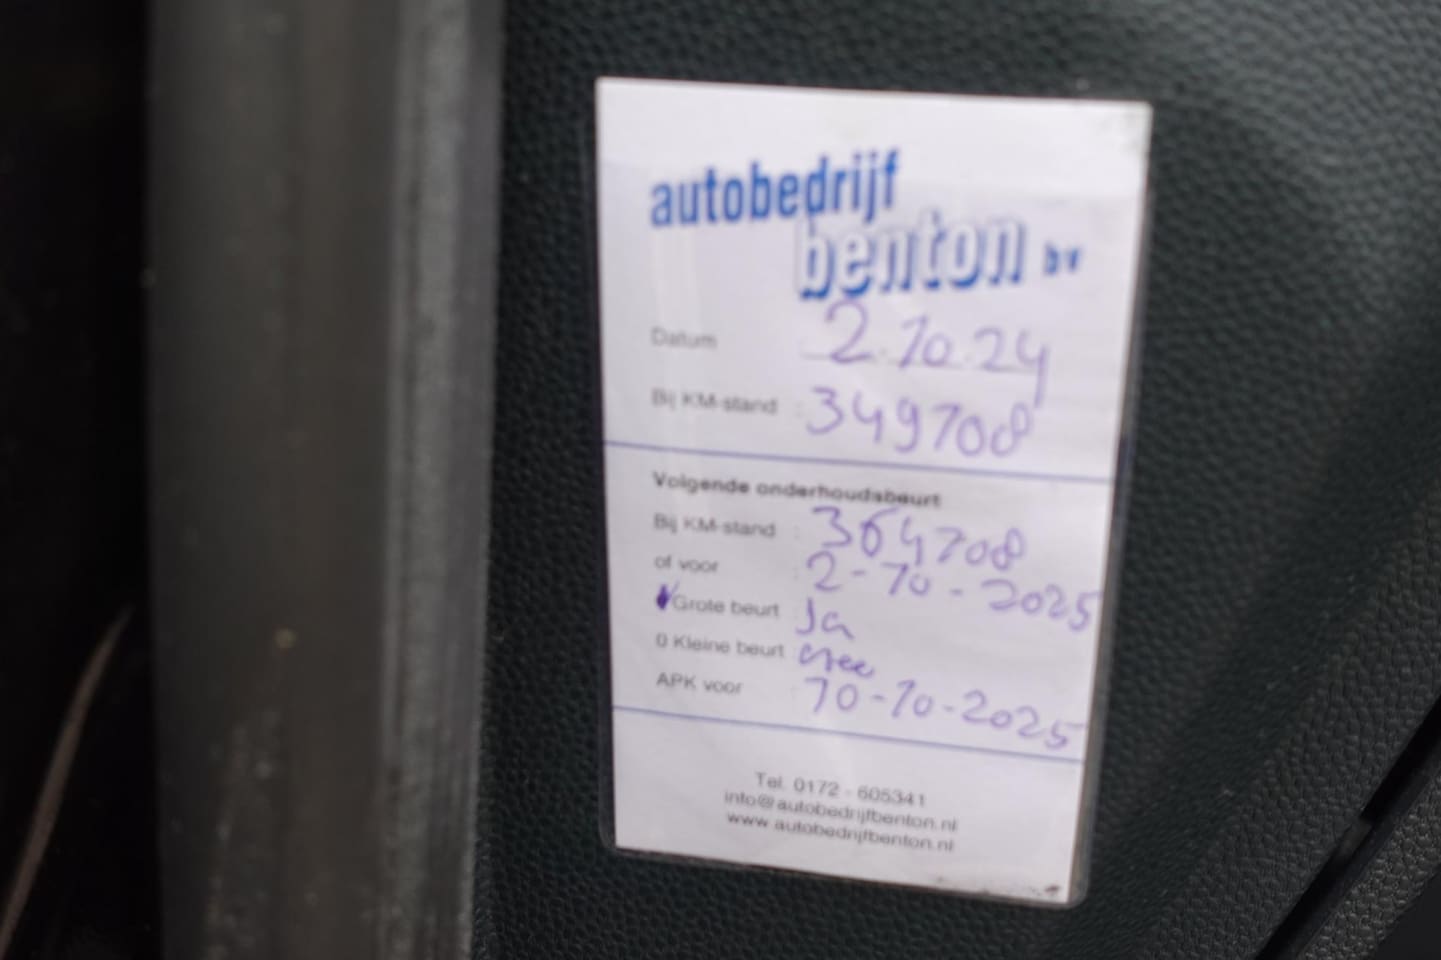 autobedrijf
benton bv
Datum 2.10.24
Bij KM-stand : 349708
Volgende onderhoudsbeurt
Bij KM-stand : 364708
of voor : 2-10-2025
Grote beurt Ja
0 Kleine beurt nee
APK voor : 10-10-2025
Tel. 0172 - 605341
info@autobedrijfbenton.nl
www.autobedrijfbenton.nl